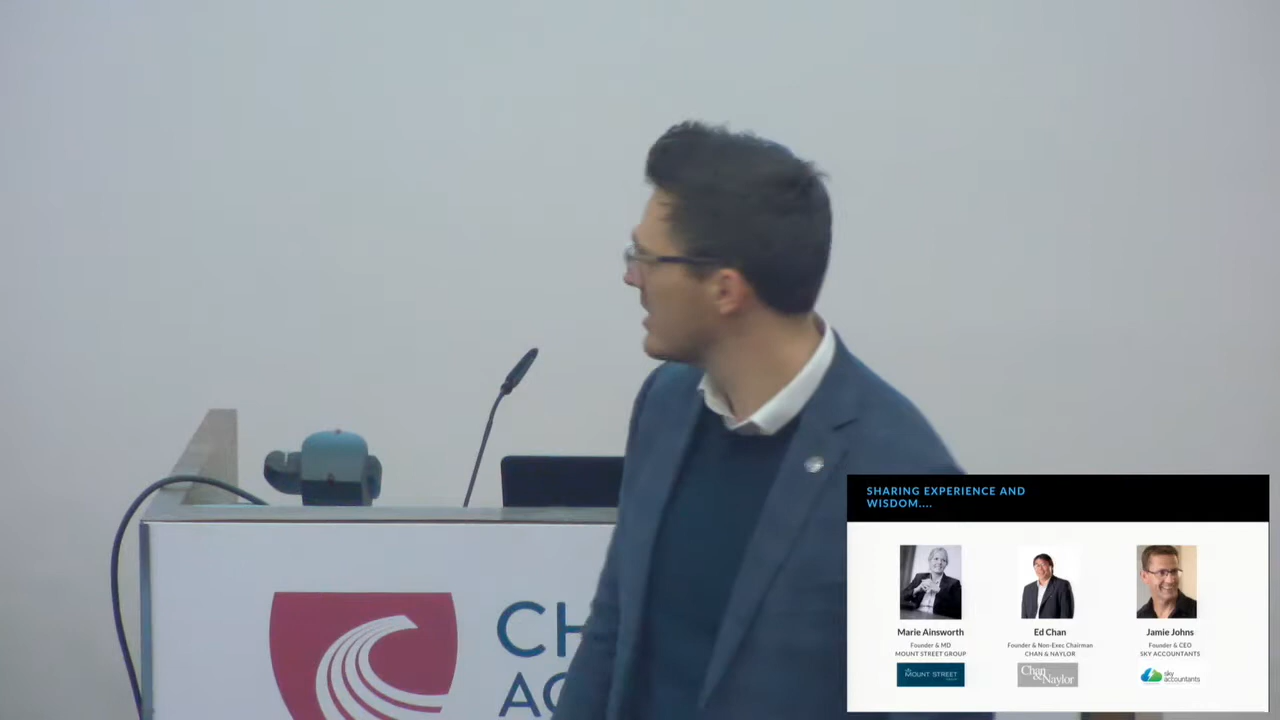 CH
AC
SHARING EXPERIENCE AND
WISDOM....
Marie Ainsworth
Founder & MD
MOUNT STREET GROUP
MOUNT STREET
Ed Chan
Founder & Non-Exec Chairman
CHAN & NAYLOR
Chan
& Naylor
Jamie Johns
Founder & CEO
SKY ACCOUNTANTS
sky
accountants